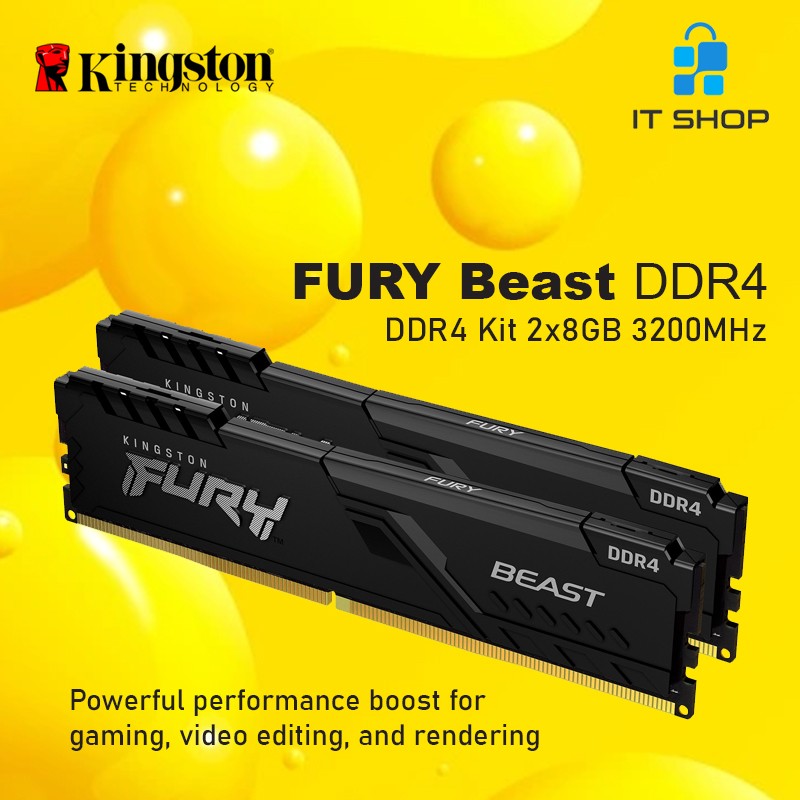 Kingston
TECHNOLOGY
IT SHOP
FURY Beast DDR4
DDR4 Kit 2x8GB 3200MHz
KINGSTON
FURY
DDR4
KINGSTON
FURY™
FURY
DDR4
BEAST
Powerful performance boost for
gaming, video editing, and rendering